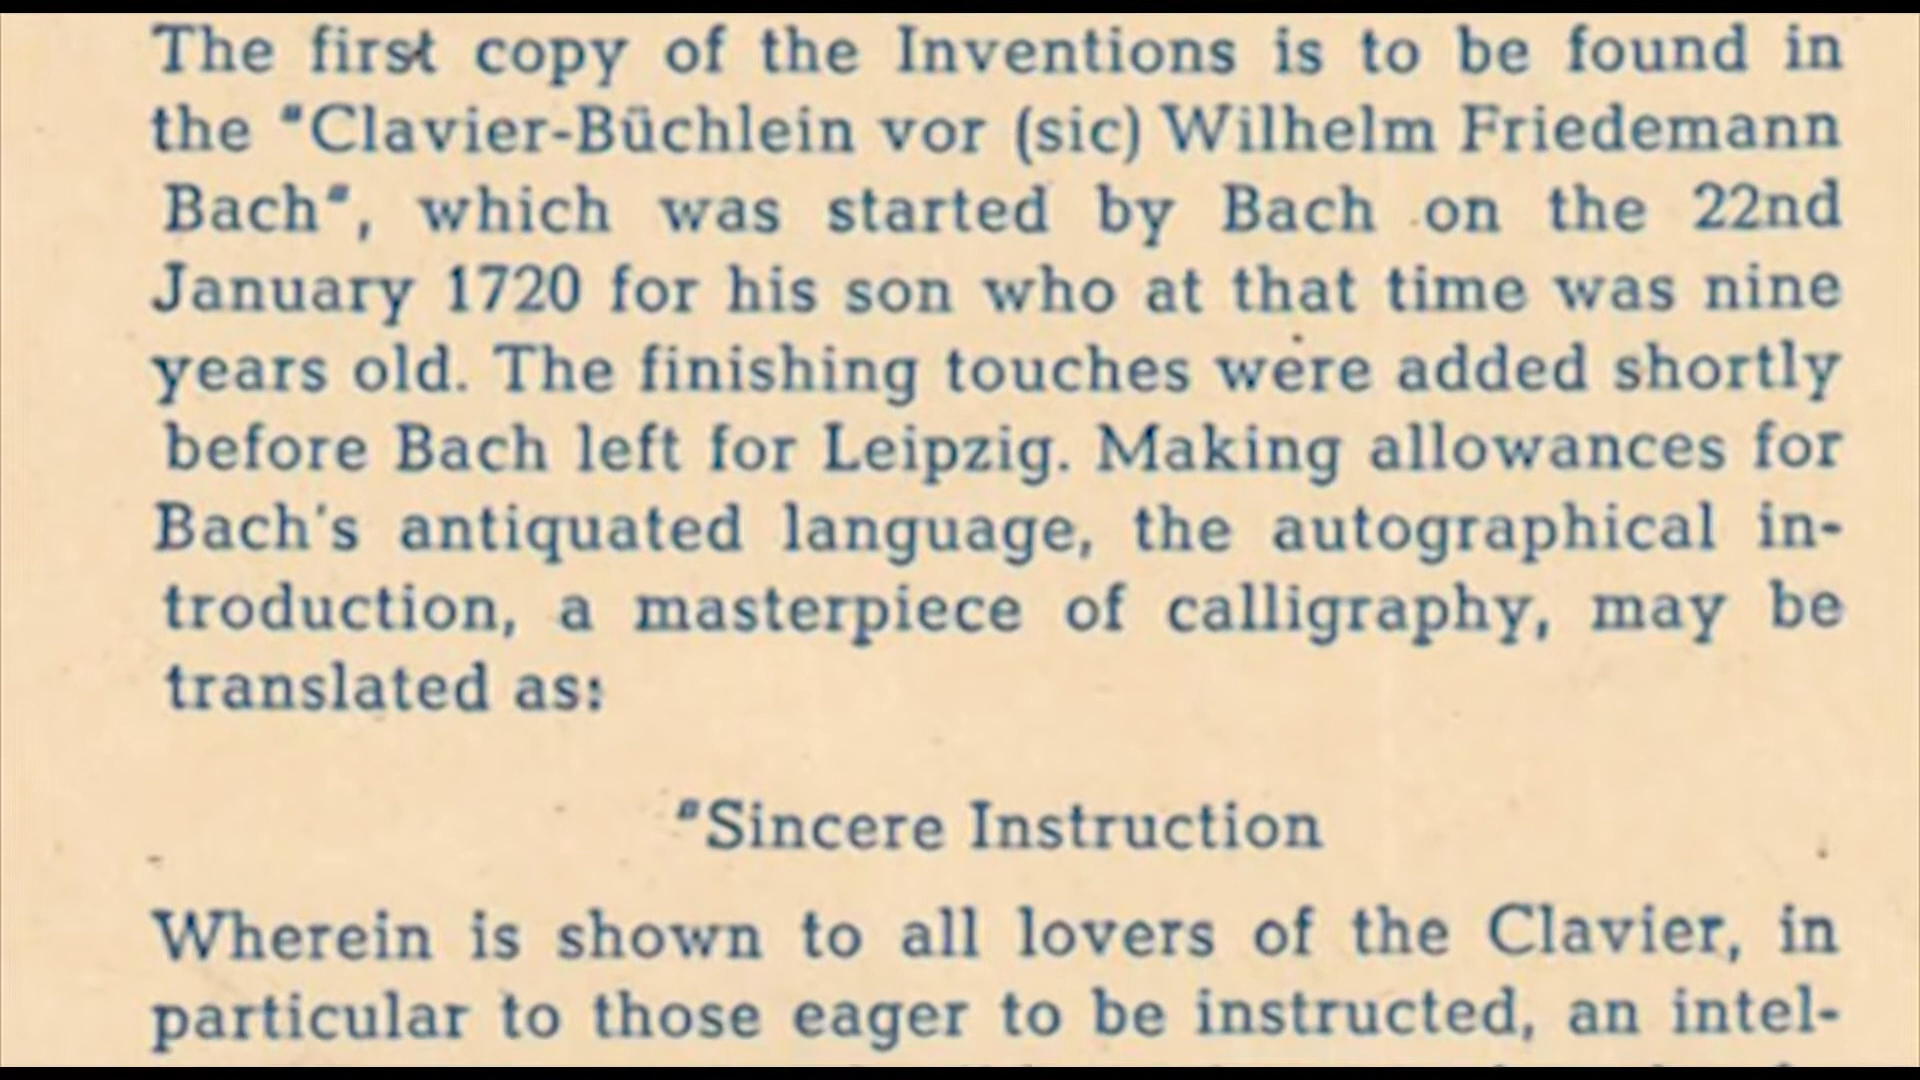 The first copy of the Inventions is to be found in
the "Clavier-Büchlein vor (sic) Wilhelm Friedemann
Bach", which was started by Bach on the 22nd
January 1720 for his son who at that time was nine
years old. The finishing touches were added shortly
before Bach left for Leipzig. Making allowances for
Bach's antiquated language, the autographical in-
troduction, a masterpiece of calligraphy, may be
translated as:
"Sincere Instruction
Wherein is shown to all lovers of the Clavier, in
particular to those eager to be instructed, an intel-